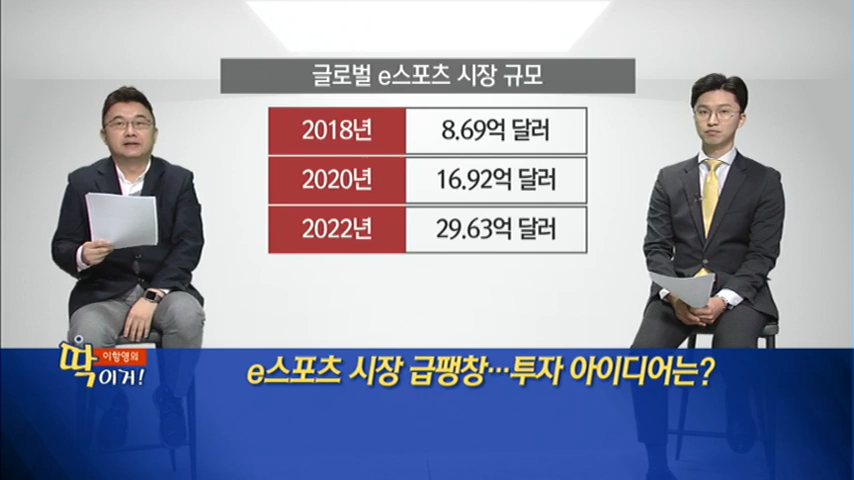 글로벌 e스포츠 시장 규모
2018년 8.69억 달러
2020년 16.92억 달러
2022년 29.63억 달러
이항영의
딱
이거!
e스포츠 시장 급팽창…투자 아이디어는?